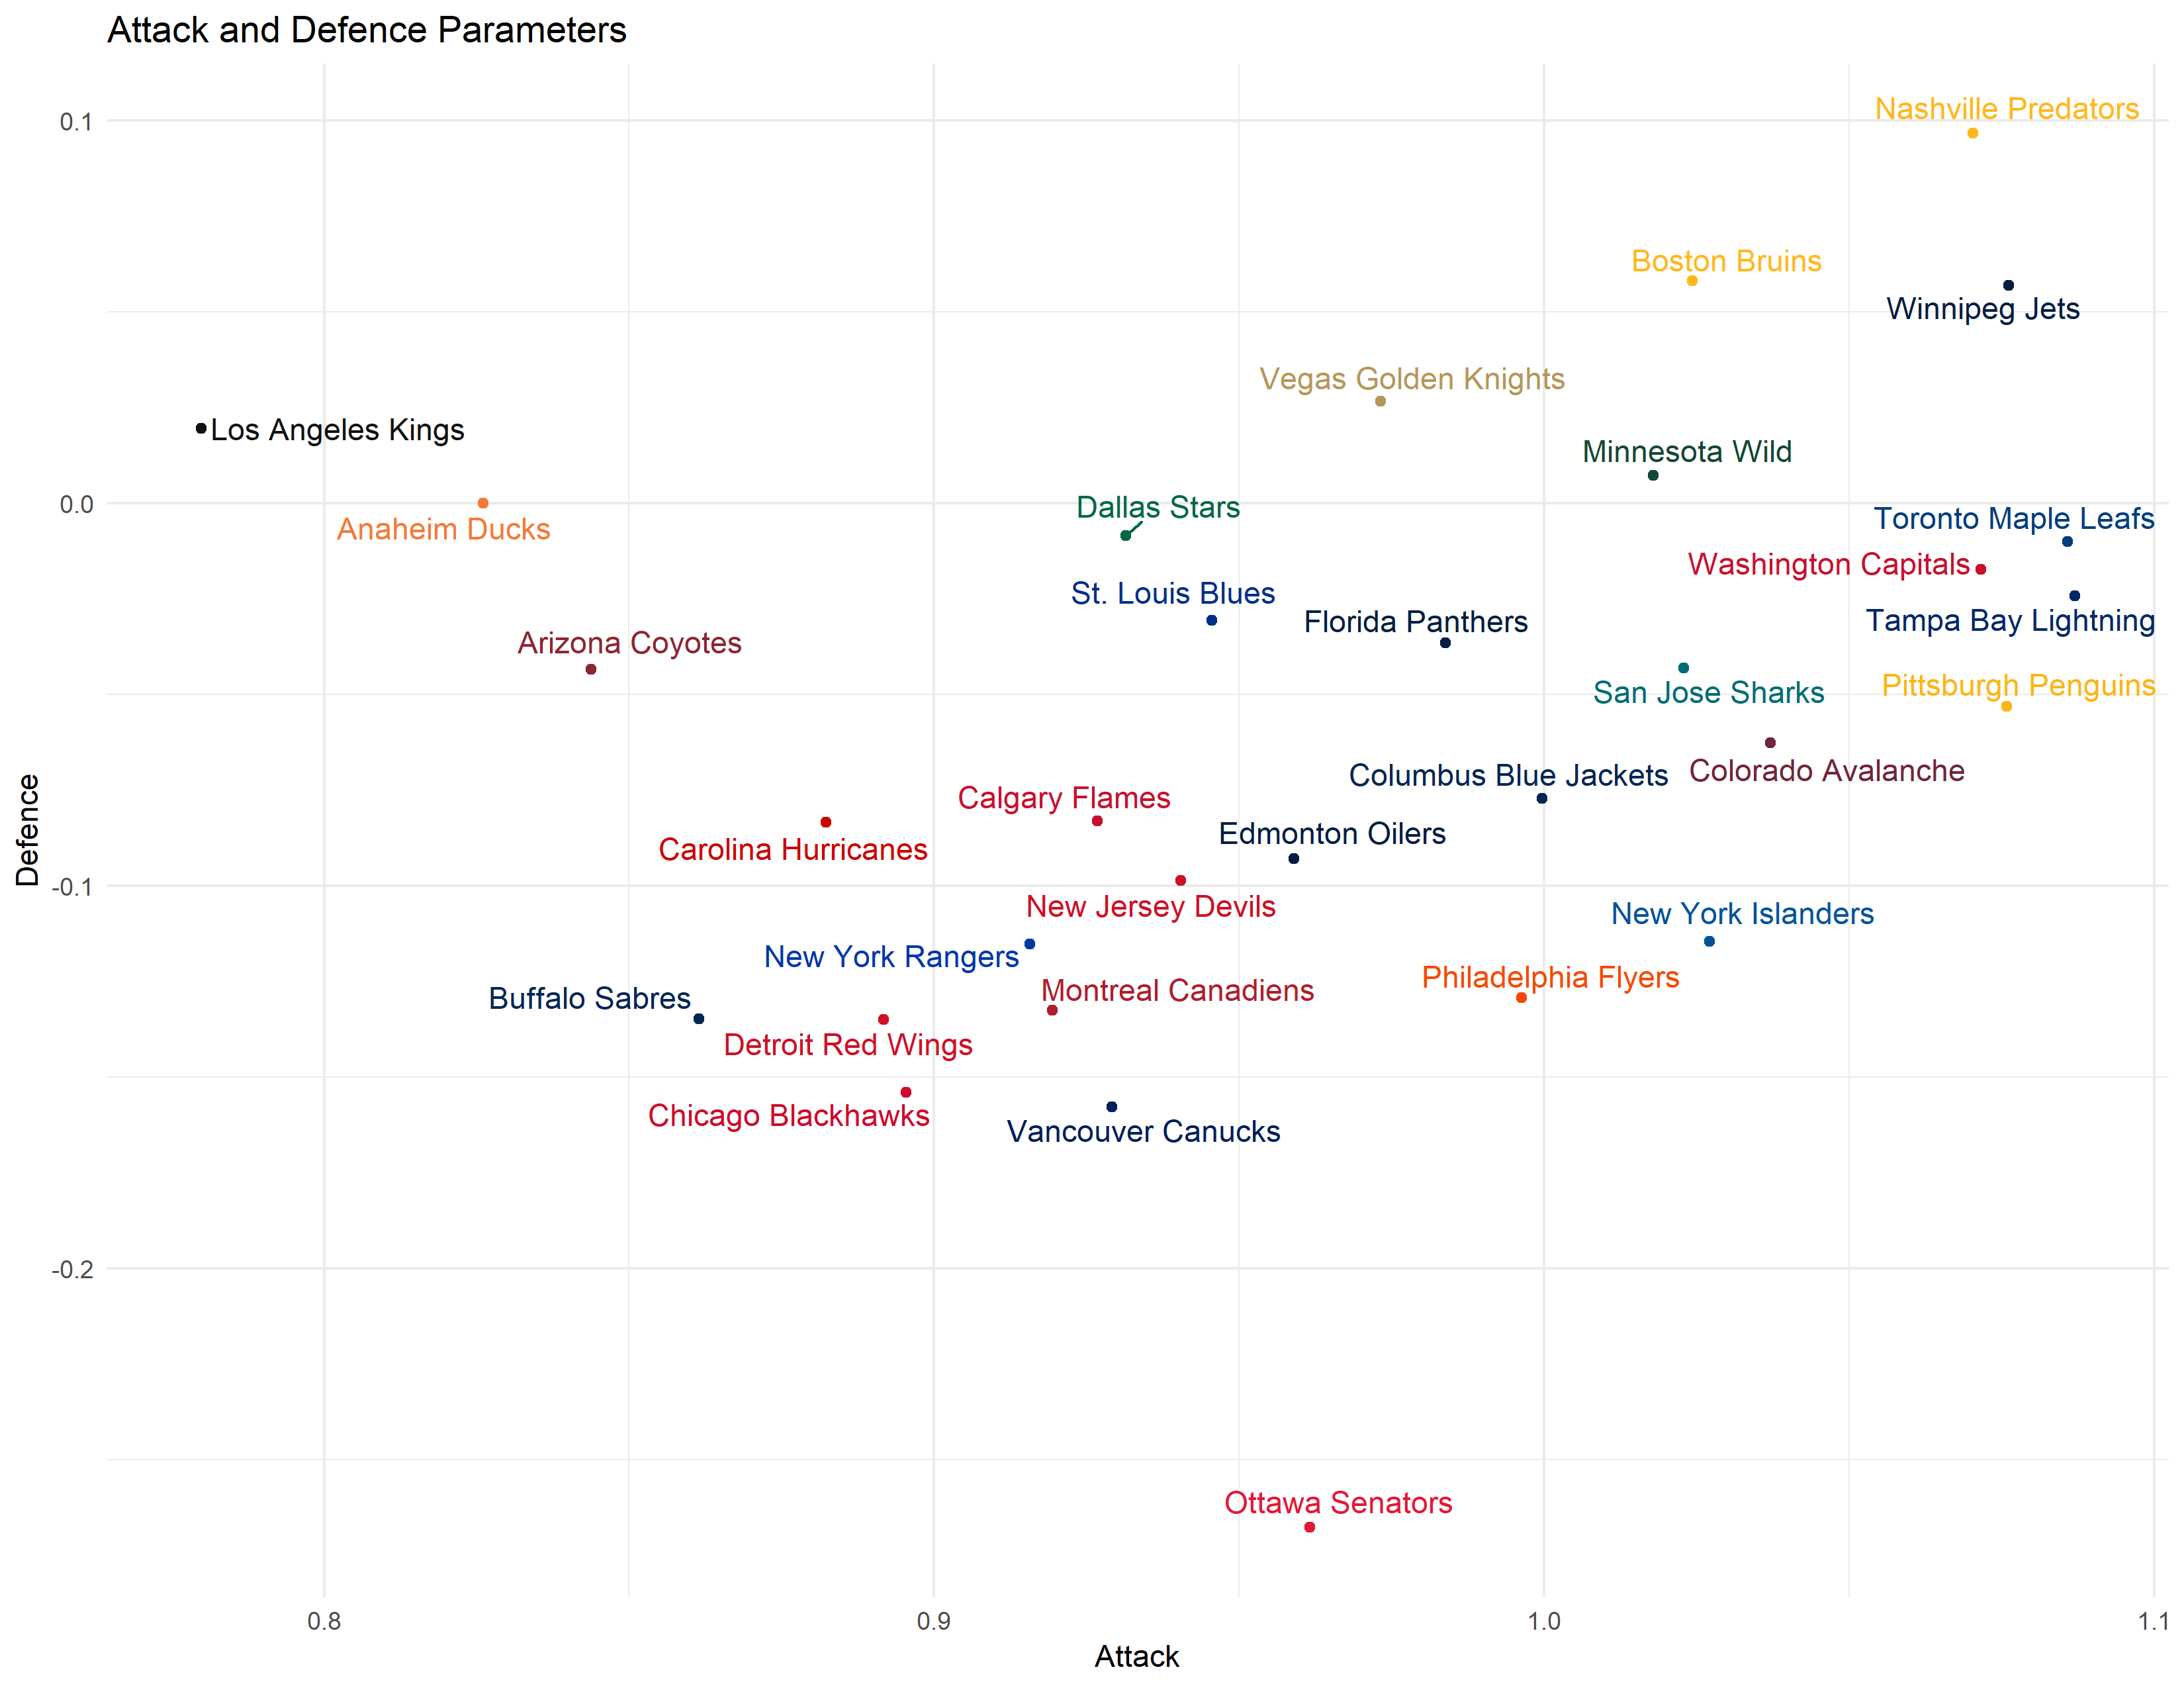 Attack and Defence Parameters
0.1
Nashville Predators
Boston Bruins
Winnipeg Jets
Vegas Golden Knights
Los Angeles Kings
Minnesota Wild
0.0
Dallas Stars
Toronto Maple Leafs
Anaheim Ducks
Washington Capitals
St. Louis Blues
Florida Panthers
Tampa Bay Lightning
Arizona Coyotes
San Jose Sharks
Pittsburgh Penguins
Colorado Avalanche
Columbus Blue Jackets
Calgary Flames
Edmonton Oilers
Carolina Hurricanes
Defence
-0.1
New Jersey Devils
New York Islanders
New York Rangers
Philadelphia Flyers
Montreal Canadiens
Buffalo Sabres
Detroit Red Wings
Chicago Blackhawks
Vancouver Canucks
-0.2
Ottawa Senators
0.8
0.9
1.0
1.1
Attack